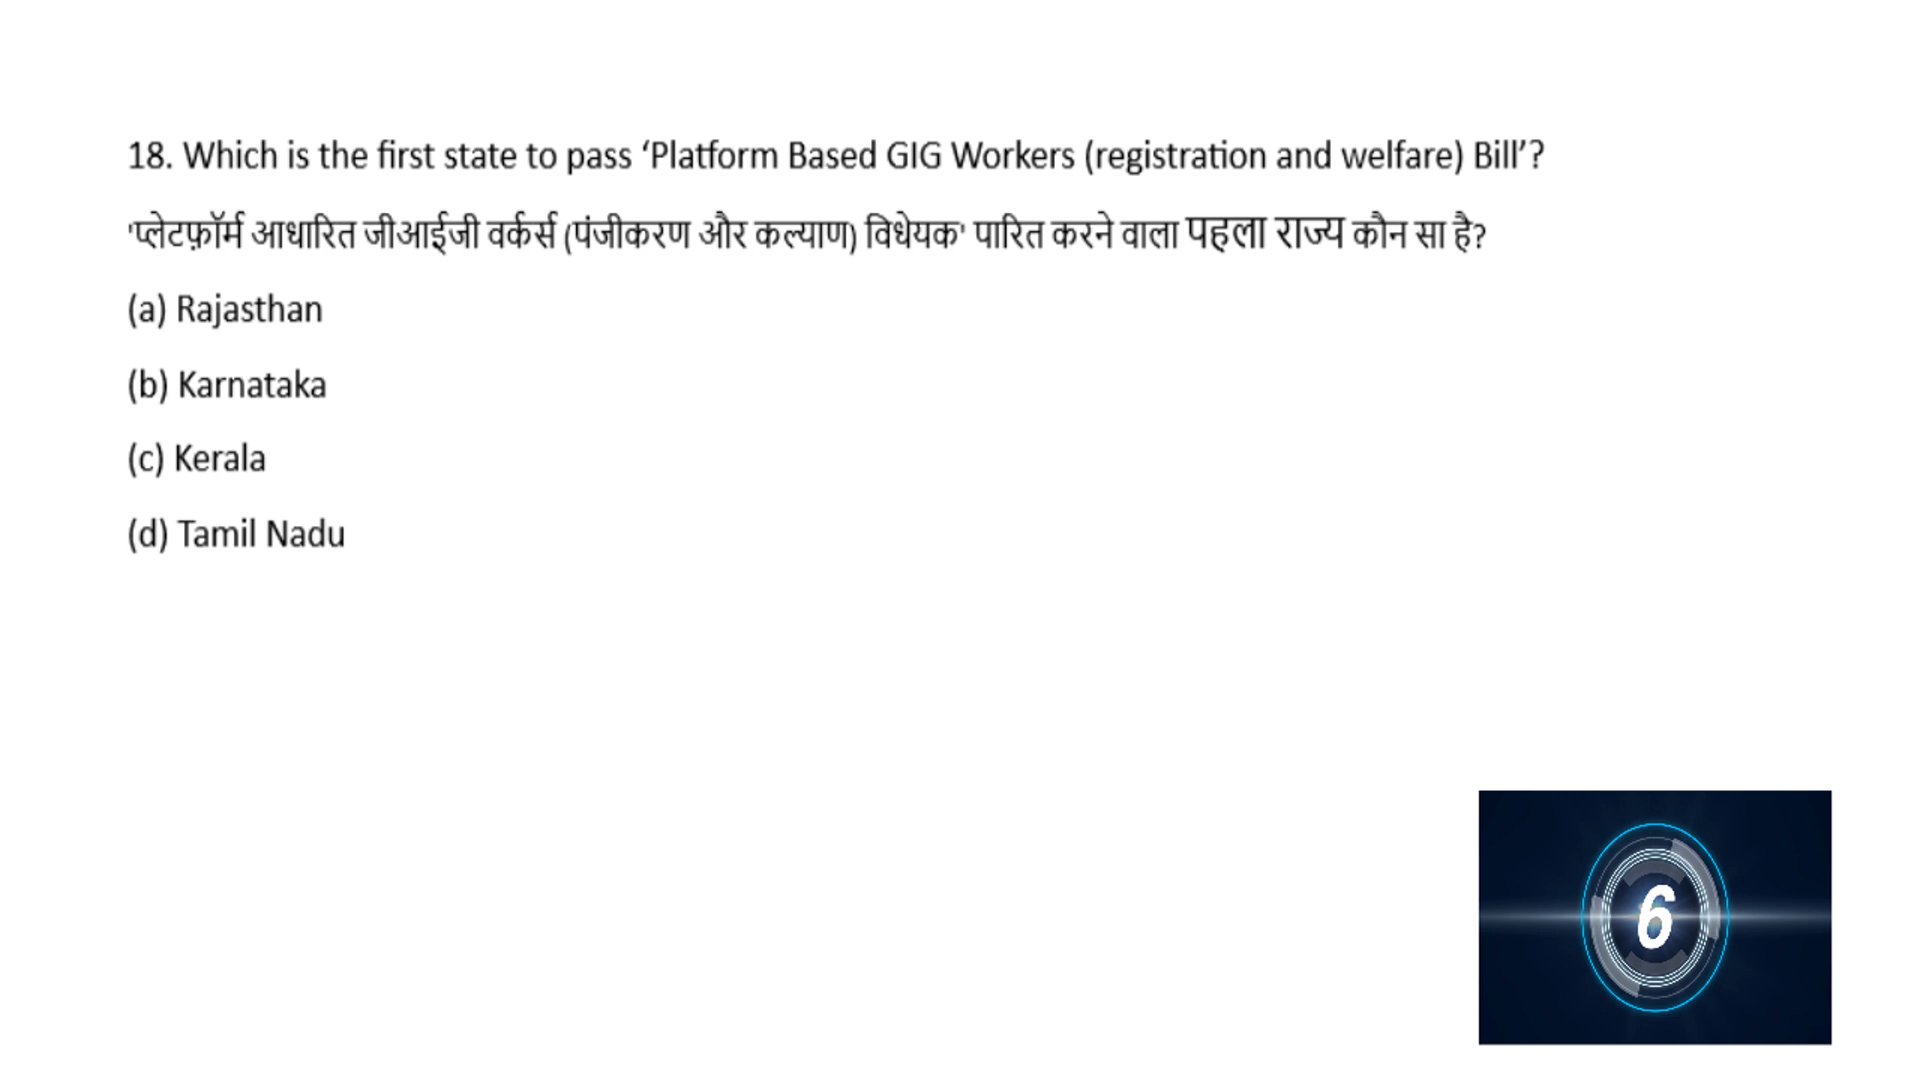 18. Which is the first state to pass ‘Platform Based GIG Workers (registration and welfare) Bill’?
'प्लेटफ़ॉर्म आधारित जीआईजी वर्कर्स (पंजीकरण और कल्याण) विधेयक' पारित करने वाला पहला राज्य कौन सा है?
(a) Rajasthan
(b) Karnataka
(c) Kerala
(d) Tamil Nadu
6